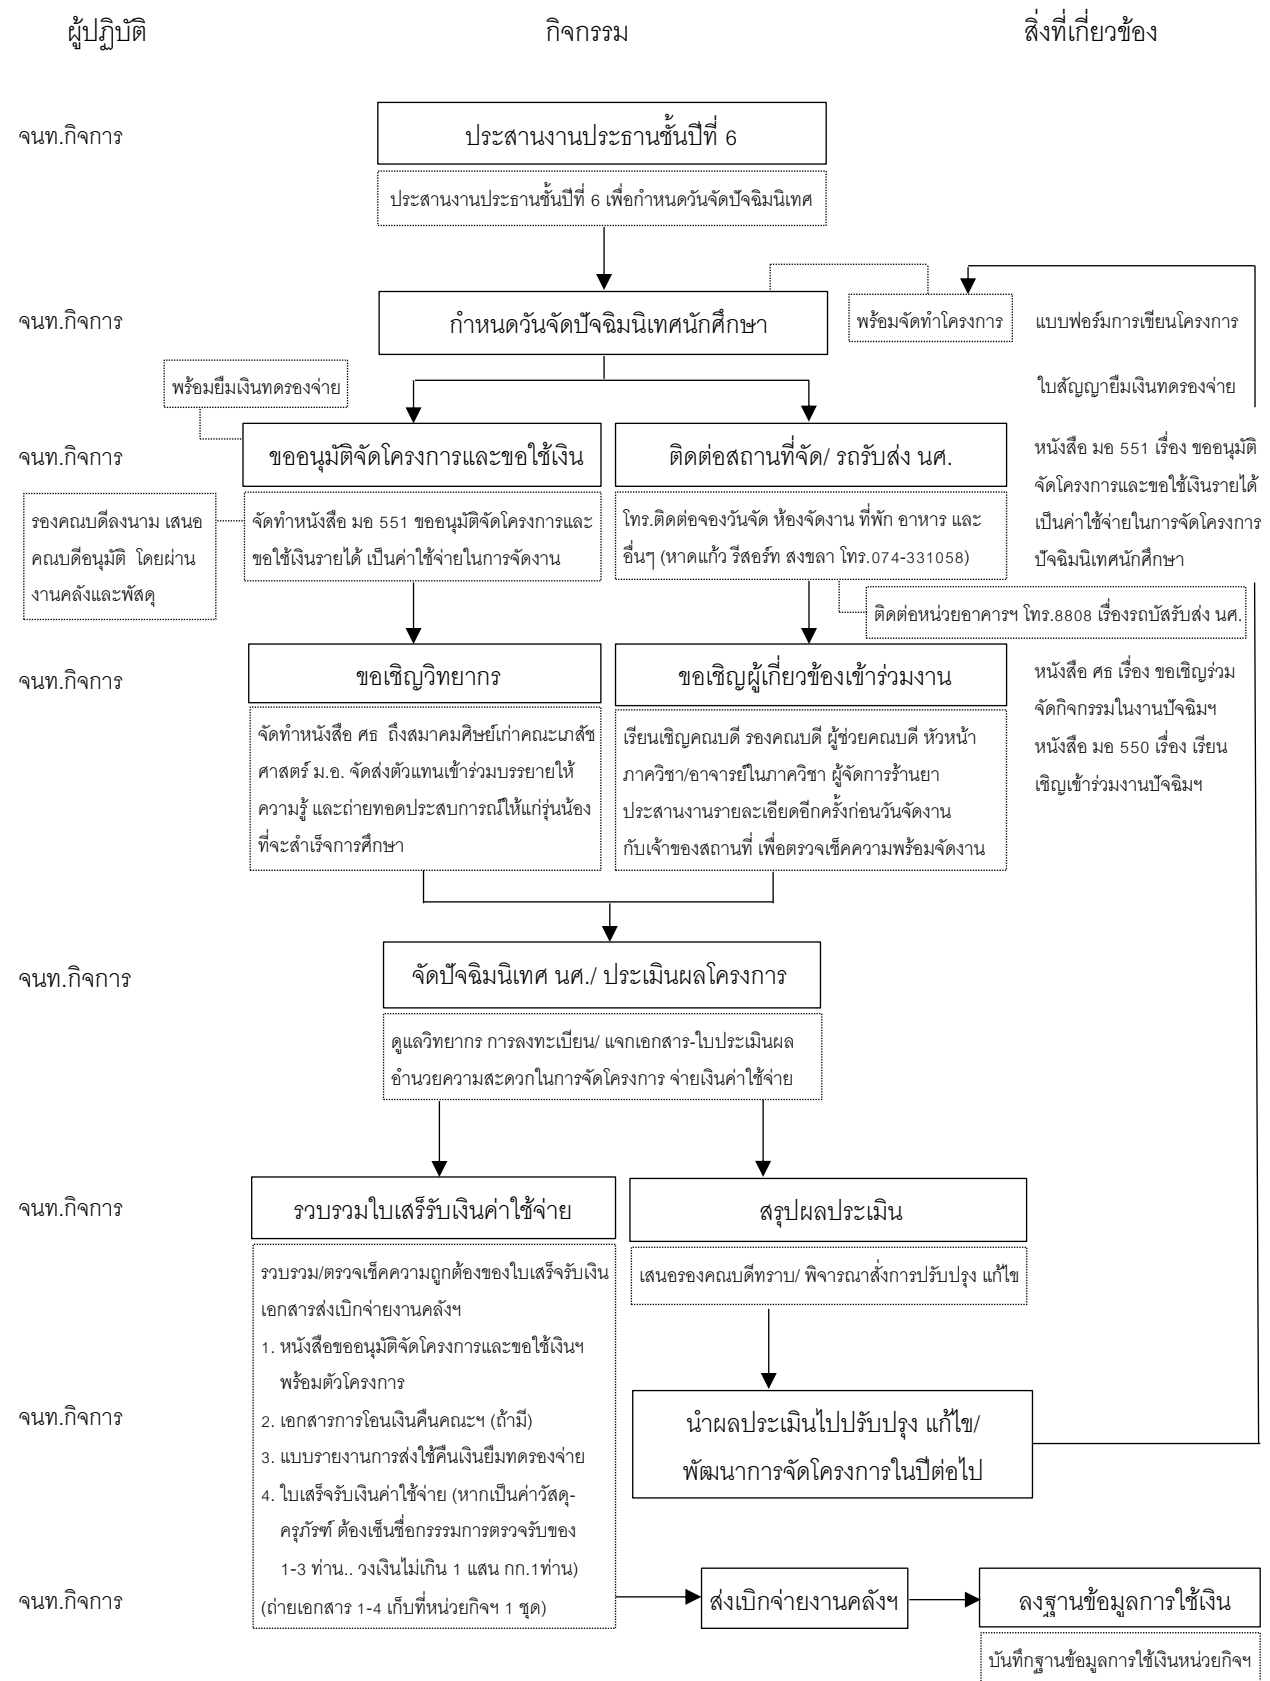 ผู้ปฏิบัติ
กิจกรรม
สิ่งที่เกี่ยวข้อง
จนท.กิจการ
ประสานงานประธานชั้นปีที่ 6
ประสานงานประธานชั้นปีที่ 6 เพื่อกำหนดวันจัดปัจฉิมนิเทศ
จนท.กิจการ
กำหนดวันจัดปัจฉิมนิเทศนักศึกษา
พร้อมจัดทำโครงการ
แบบฟอร์มการเขียนโครงการ
พร้อมยืมเงินทดรองจ่าย
ใบสัญญายืมเงินทดรองจ่าย
จนท.กิจการ
ขออนุมัติจัดโครงการและขอใช้เงิน
ติดต่อสถานที่จัด/ รถรับส่ง นศ.
หนังสือ มอ 551 เรื่อง ขออนุมัติ
จัดโครงการและขอใช้เงินรายได้
เป็นค่าใช้จ่ายในการจัดโครงการ
ปัจฉิมนิเทศนักศึกษา
รองคณบดีลงนาม เสนอ
คณบดีอนุมัติ โดยผ่าน
งานคลังและพัสดุ
จัดทำหนังสือ มอ 551 ขออนุมัติจัดโครงการและ
ขอใช้เงินรายได้ เป็นค่าใช้จ่ายในการจัดงาน
โทร.ติดต่อจองวันจัด ห้องจัดงาน ที่พัก อาหาร และ
อื่นๆ (หาดแก้ว รีสอร์ท สงขลา โทร.074-331058)
ติดต่อหน่วยอาคารฯ โทร.8808 เรื่องรถบัสรับส่ง นศ.
จนท.กิจการ
ขอเชิญวิทยากร
ขอเชิญผู้เกี่ยวข้องเข้าร่วมงาน
หนังสือ ศธ เรื่อง ขอเชิญร่วม
จัดกิจกรรมในงานปัจฉิมฯ
หนังสือ มอ 550 เรื่อง เรียน
เชิญเข้าร่วมงานปัจฉิมฯ
จัดทำหนังสือ ศธ ถึงสมาคมศิษย์เก่าคณะเภสัช
ศาสตร์ ม.อ. จัดส่งตัวแทนเข้าร่วมบรรยายให้
ความรู้ และถ่ายทอดประสบการณ์ให้แก่รุ่นน้อง
ที่จะสำเร็จการศึกษา
เรียนเชิญคณบดี รองคณบดี ผู้ช่วยคณบดี หัวหน้า
ภาควิชา/อาจารย์ในภาควิชา ผู้จัดการร้านยา
ประสานงานรายละเอียดอีกครั้งก่อนวันจัดงาน
กับเจ้าของสถานที่ เพื่อตรวจเช็คความพร้อมจัดงาน
จนท.กิจการ
จัดปัจฉิมนิเทศ นศ./ ประเมินผลโครงการ
ดูแลวิทยากร การลงทะเบียน/ แจกเอกสาร-ใบประเมินผล
อำนวยความสะดวกในการจัดโครงการ จ่ายเงินค่าใช้จ่าย
จนท.กิจการ
รวบรวมใบเสร็รับเงินค่าใช้จ่าย
สรุปผลประเมิน
รวบรวม/ตรวจเช็คความถูกต้องของใบเสร็จรับเงิน
เอกสารส่งเบิกจ่ายงานคลังฯ
1. หนังสือขออนุมัติจัดโครงการและขอใช้เงินฯ
พร้อมตัวโครงการ
2. เอกสารการโอนเงินคืนคณะฯ (ถ้ามี)
3. แบบรายงานการส่งใช้คืนเงินยืมทดรองจ่าย
4. ใบเสร็จรับเงินค่าใช้จ่าย (หากเป็นค่าวัสดุ-
ครุภัรฑ์ ต้องเซ็นชื่อกรรรมการตรวจรับของ
1-3 ท่าน.. วงเงินไม่เกิน 1 แสน กก.1ท่าน)
(ถ่ายเอกสาร 1-4 เก็บที่หน่วยกิจฯ 1 ชุด)
เสนอรองคณบดีทราบ/ พิจารณาสั่งการปรับปรุง แก้ไข
จนท.กิจการ
นำผลประเมินไปปรับปรุง แก้ไข/
พัฒนาการจัดโครงการในปีต่อไป
จนท.กิจการ
ส่งเบิกจ่ายงานคลังฯ
ลงฐานข้อมูลการใช้เงิน
บันทึกฐานข้อมูลการใช้เงินหน่วยกิจฯ